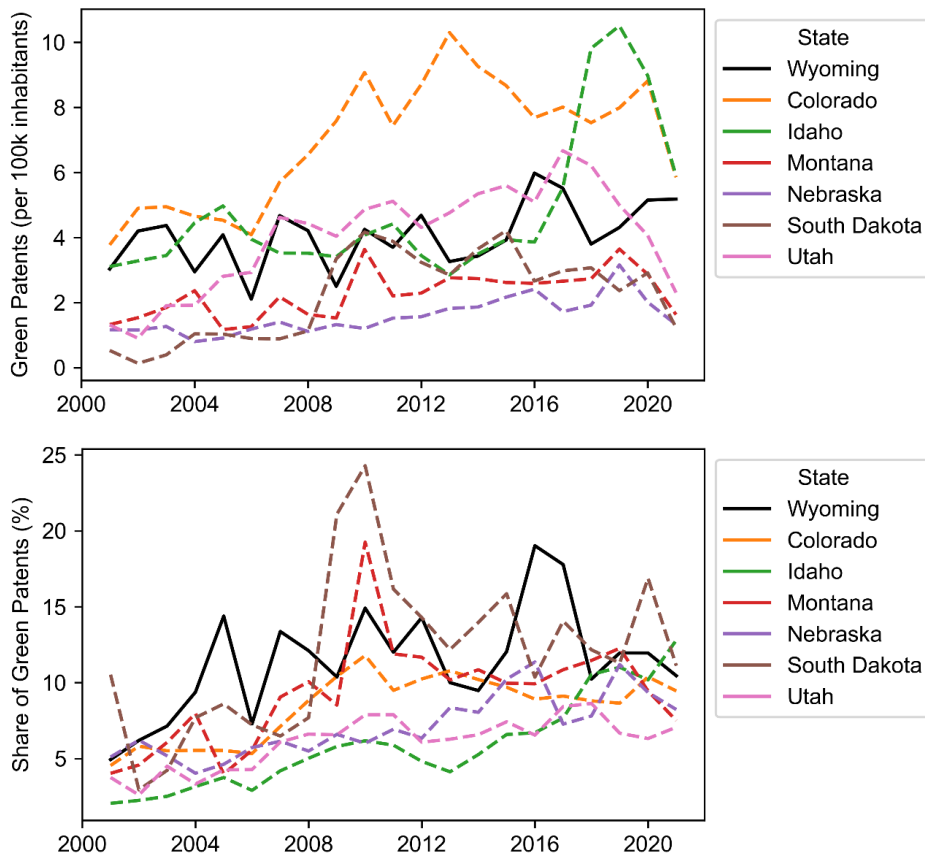 Green Patents (per 100k inhabitants)
10
8
6
4
2
0
2000 2004 2008 2012 2016 2020
State
Wyoming
Colorado
Idaho
Montana
Nebraska
South Dakota
Utah
Share of Green Patents (%)
25
20
15
10
5
2000 2004 2008 2012 2016 2020
State
Wyoming
Colorado
Idaho
Montana
Nebraska
South Dakota
Utah